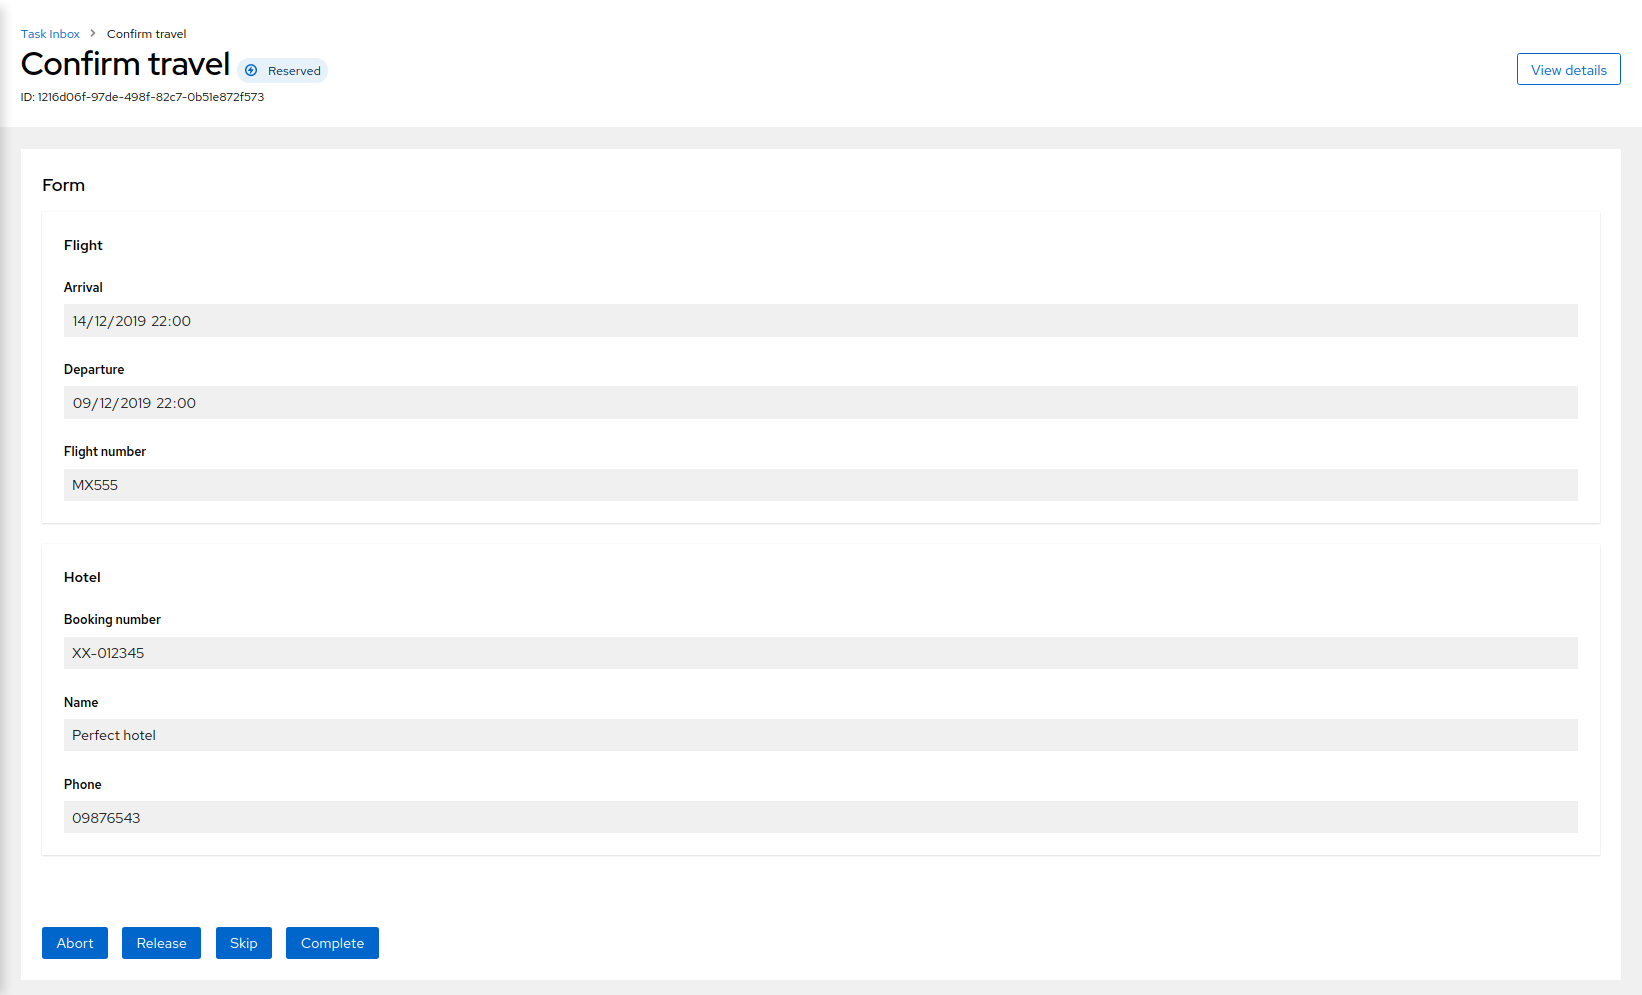 Task Inbox > Confirm travel
Confirm travel Reserved
View details
ID: 1216d06f-97de-498f-82c7-0b51e872f573
Form
Flight
Arrival
14/12/2019 22:00
Departure
09/12/2019 22:00
Flight number
MX555
Hotel
Booking number
XX-012345
Name
Perfect hotel
Phone
09876543
Abort Release Skip Complete